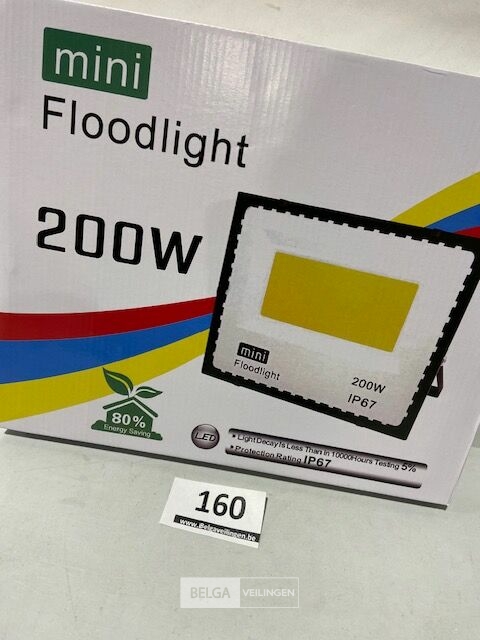 mini
Floodlight
200W
mini
Floodlight
200W
IP67
80%
Energy Saving
LED
* Light Decay Is Less Than In 10000Hours Testing 5%
* Protection Rating IP67
160
www.Belgaveilingen.be
BELGA VEILINGEN